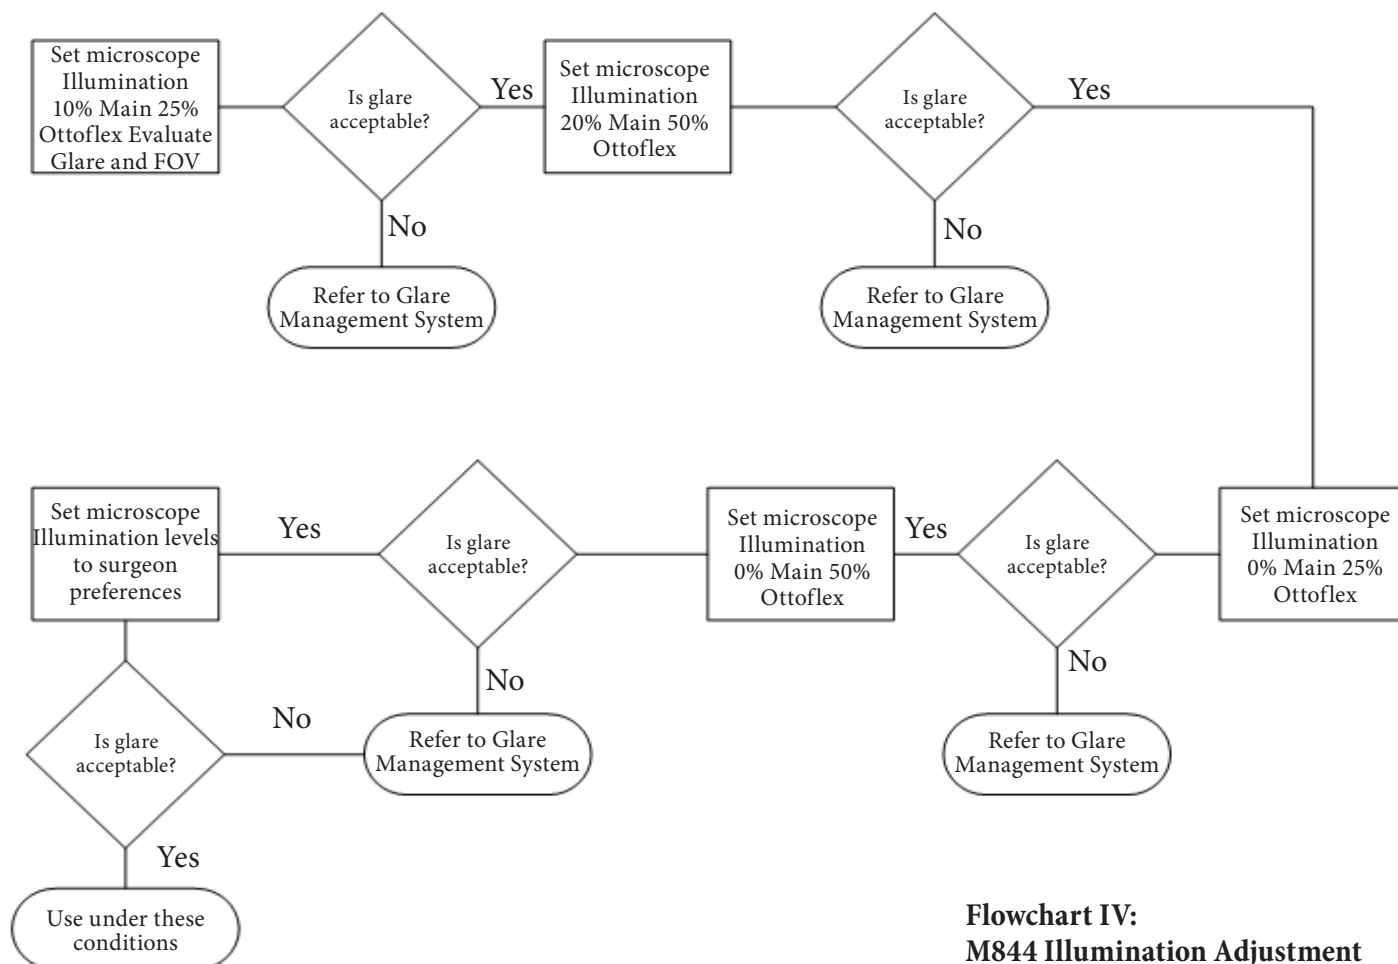 Set microscope
Illumination
10% Main 25%
Ottoflex Evaluate
Glare and FOV
Is glare
acceptable?
Yes
No
Refer to Glare
Management System
Set microscope
Illumination
20% Main 50%
Ottoflex
Is glare
acceptable?
Yes
No
Refer to Glare
Management System
Set microscope
Illumination
0% Main 25%
Ottoflex
Is glare
acceptable?
Yes
No
Refer to Glare
Management System
Set microscope
Illumination
0% Main 50%
Ottoflex
Is glare
acceptable?
Yes
No
Refer to Glare
Management System
Set microscope
Illumination levels
to surgeon
preferences
Is glare
acceptable?
No
Yes
Use under these
conditions
Flowchart IV:
M844 Illumination Adjustment